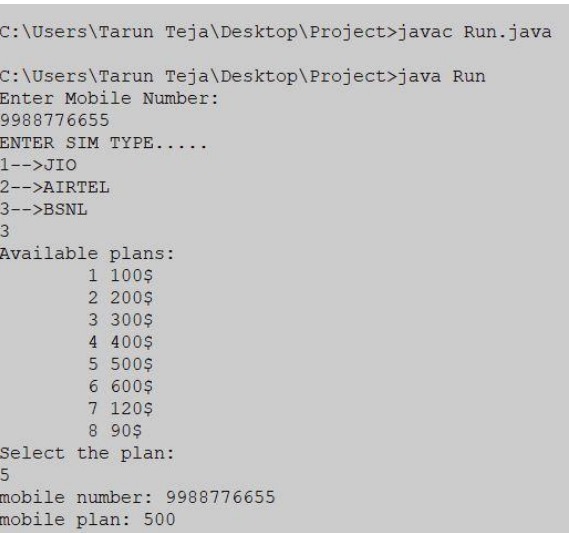 C:\Users\Tarun Teja\Desktop\Project>javac Run.java
C:\Users\Tarun Teja\Desktop\Project>java Run
Enter Mobile Number:
9988776655
ENTER SIM TYPE.....
1-->JIO
2-->AIRTEL
3-->BSNL
3
Available plans:
1 100$
2 200$
3 300$
4 400$
5 500$
6 600$
7 120$
8 90$
Select the plan:
5
mobile number: 9988776655
mobile plan: 500